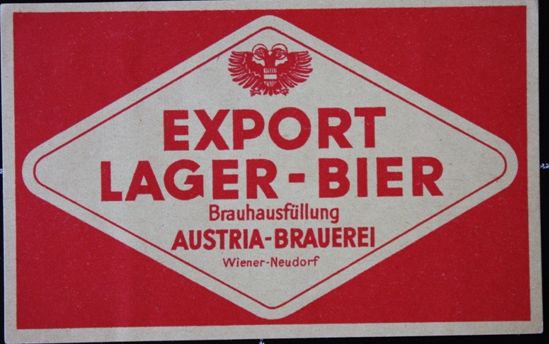 EXPORT
LAGER-BIER
Brauhausfüllung
AUSTRIA-BRAUEREI
Wiener-Neudorf